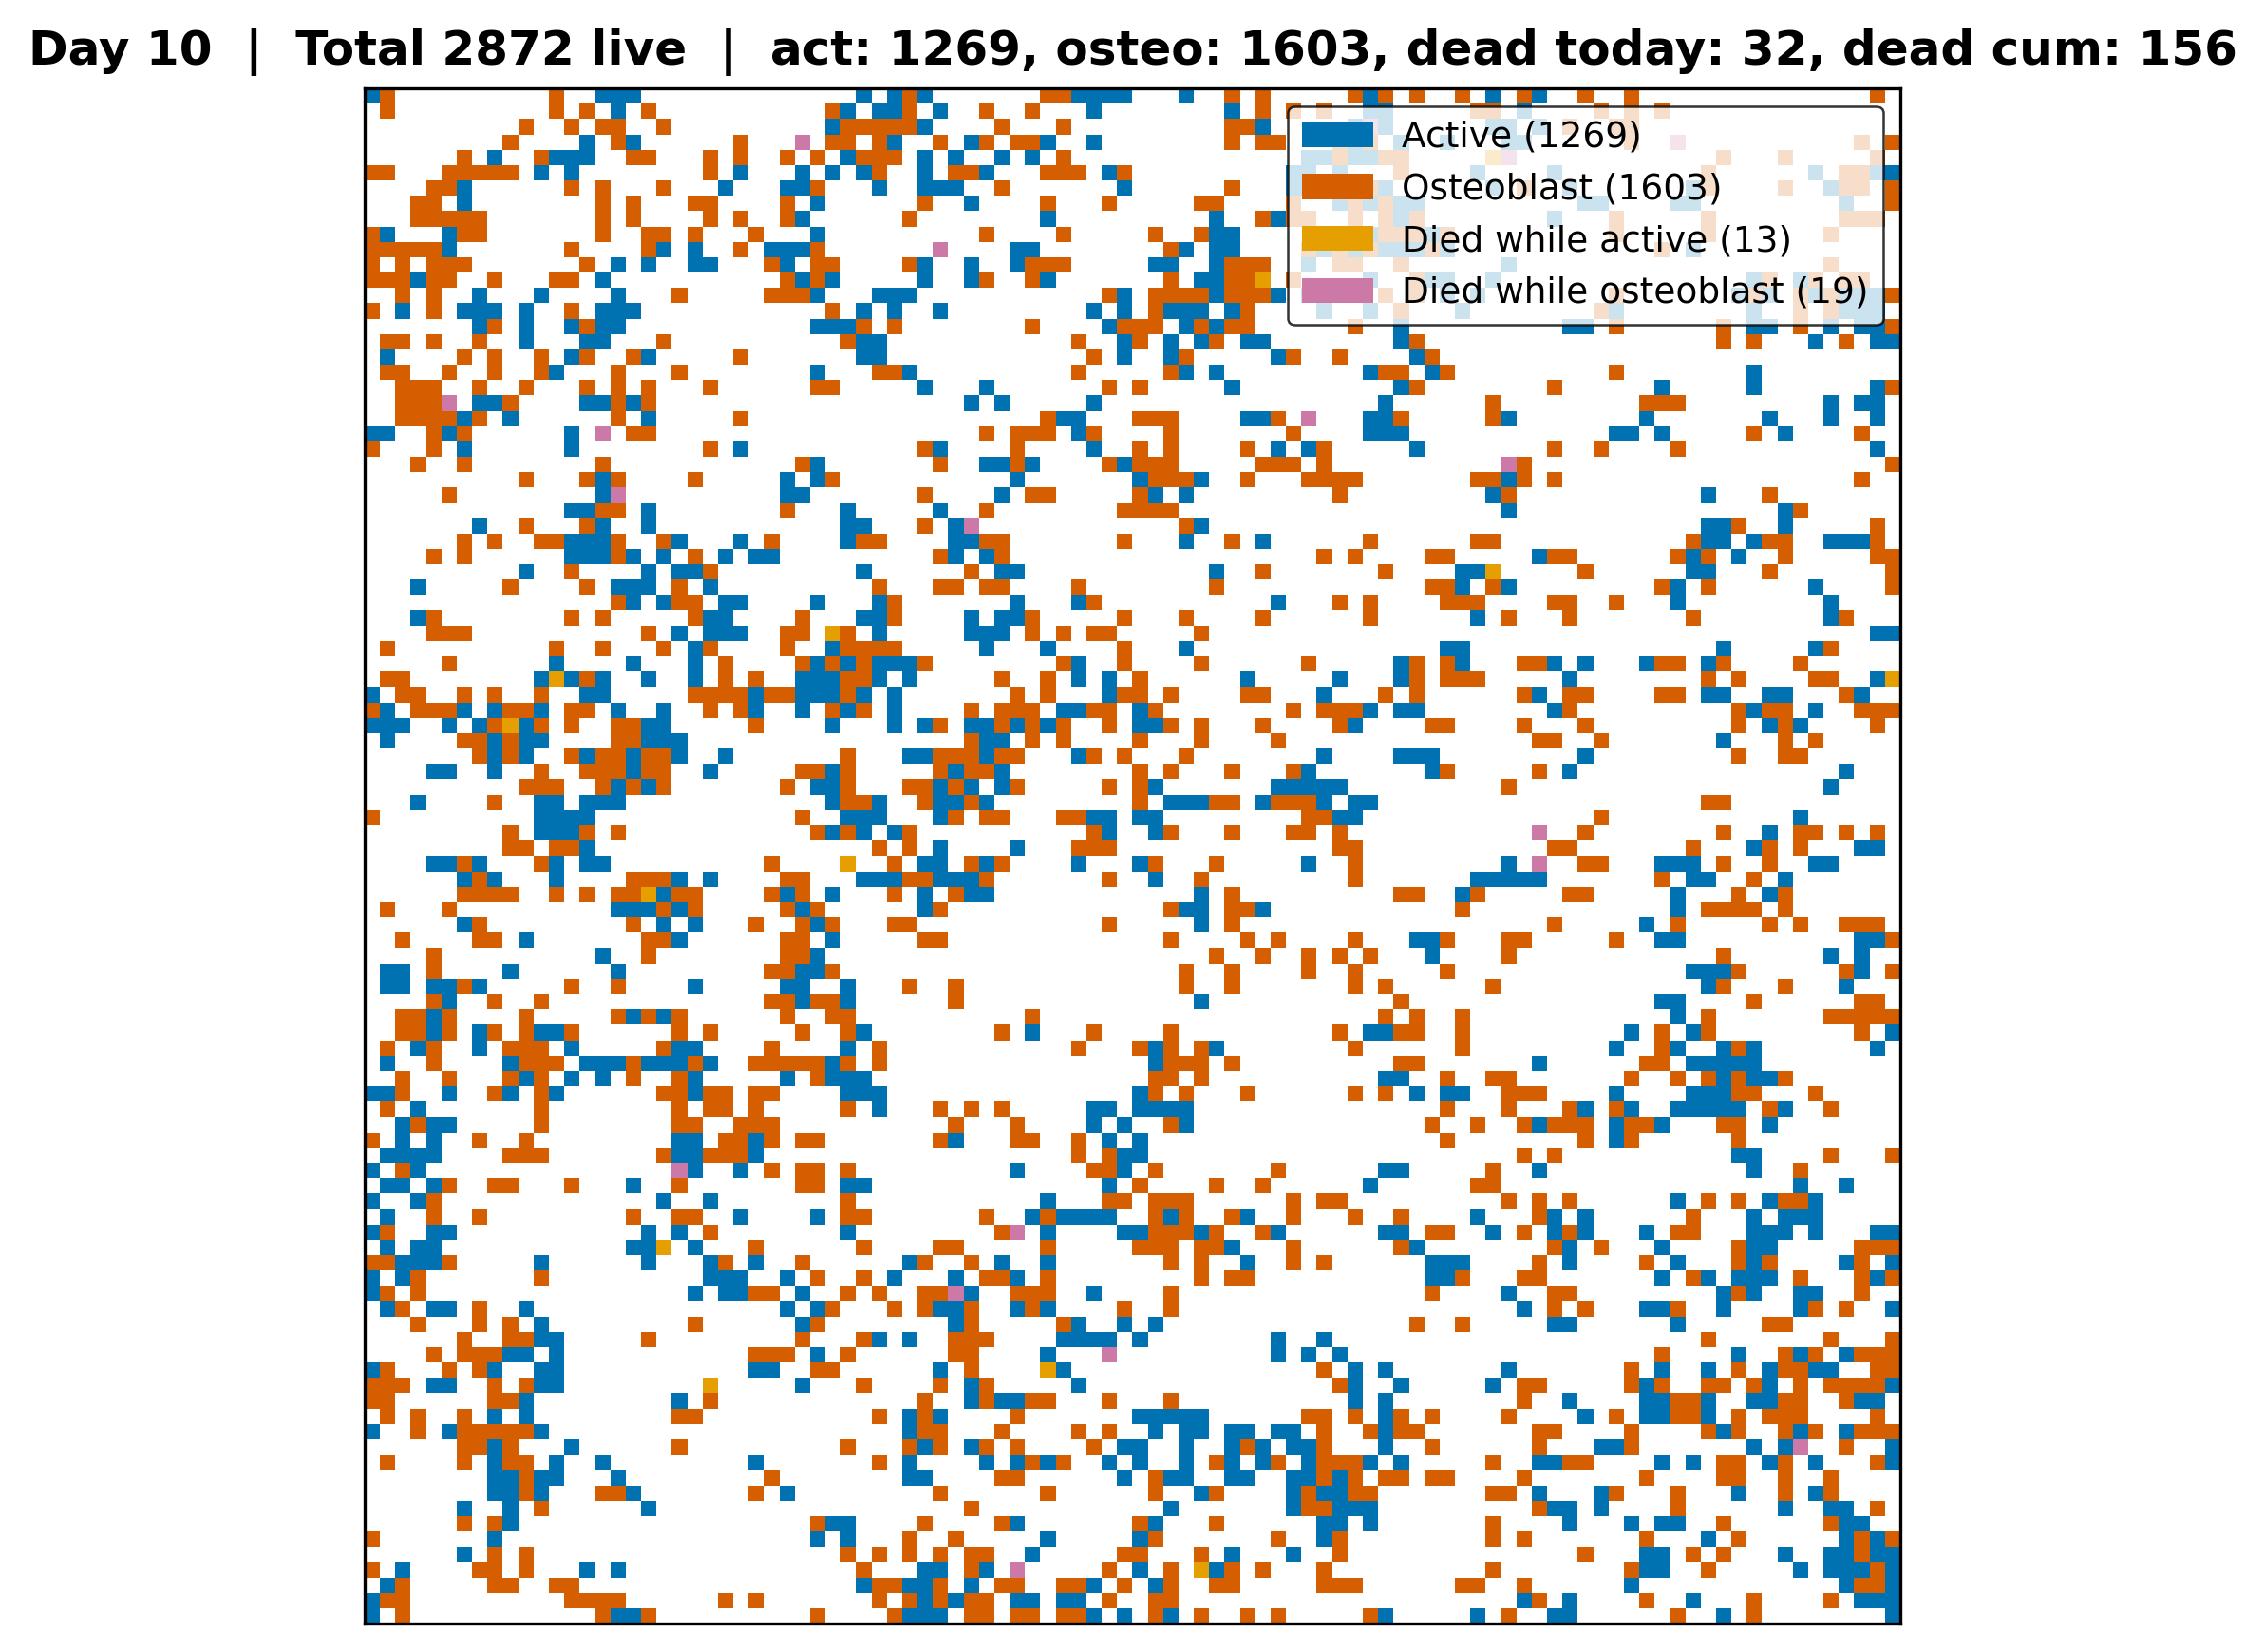 Day 10 | Total 2872 live | act: 1269, osteo: 1603, dead today: 32, dead cum: 156
Active (1269)
Osteoblast (1603)
Died while active (13)
Died while osteoblast (19)